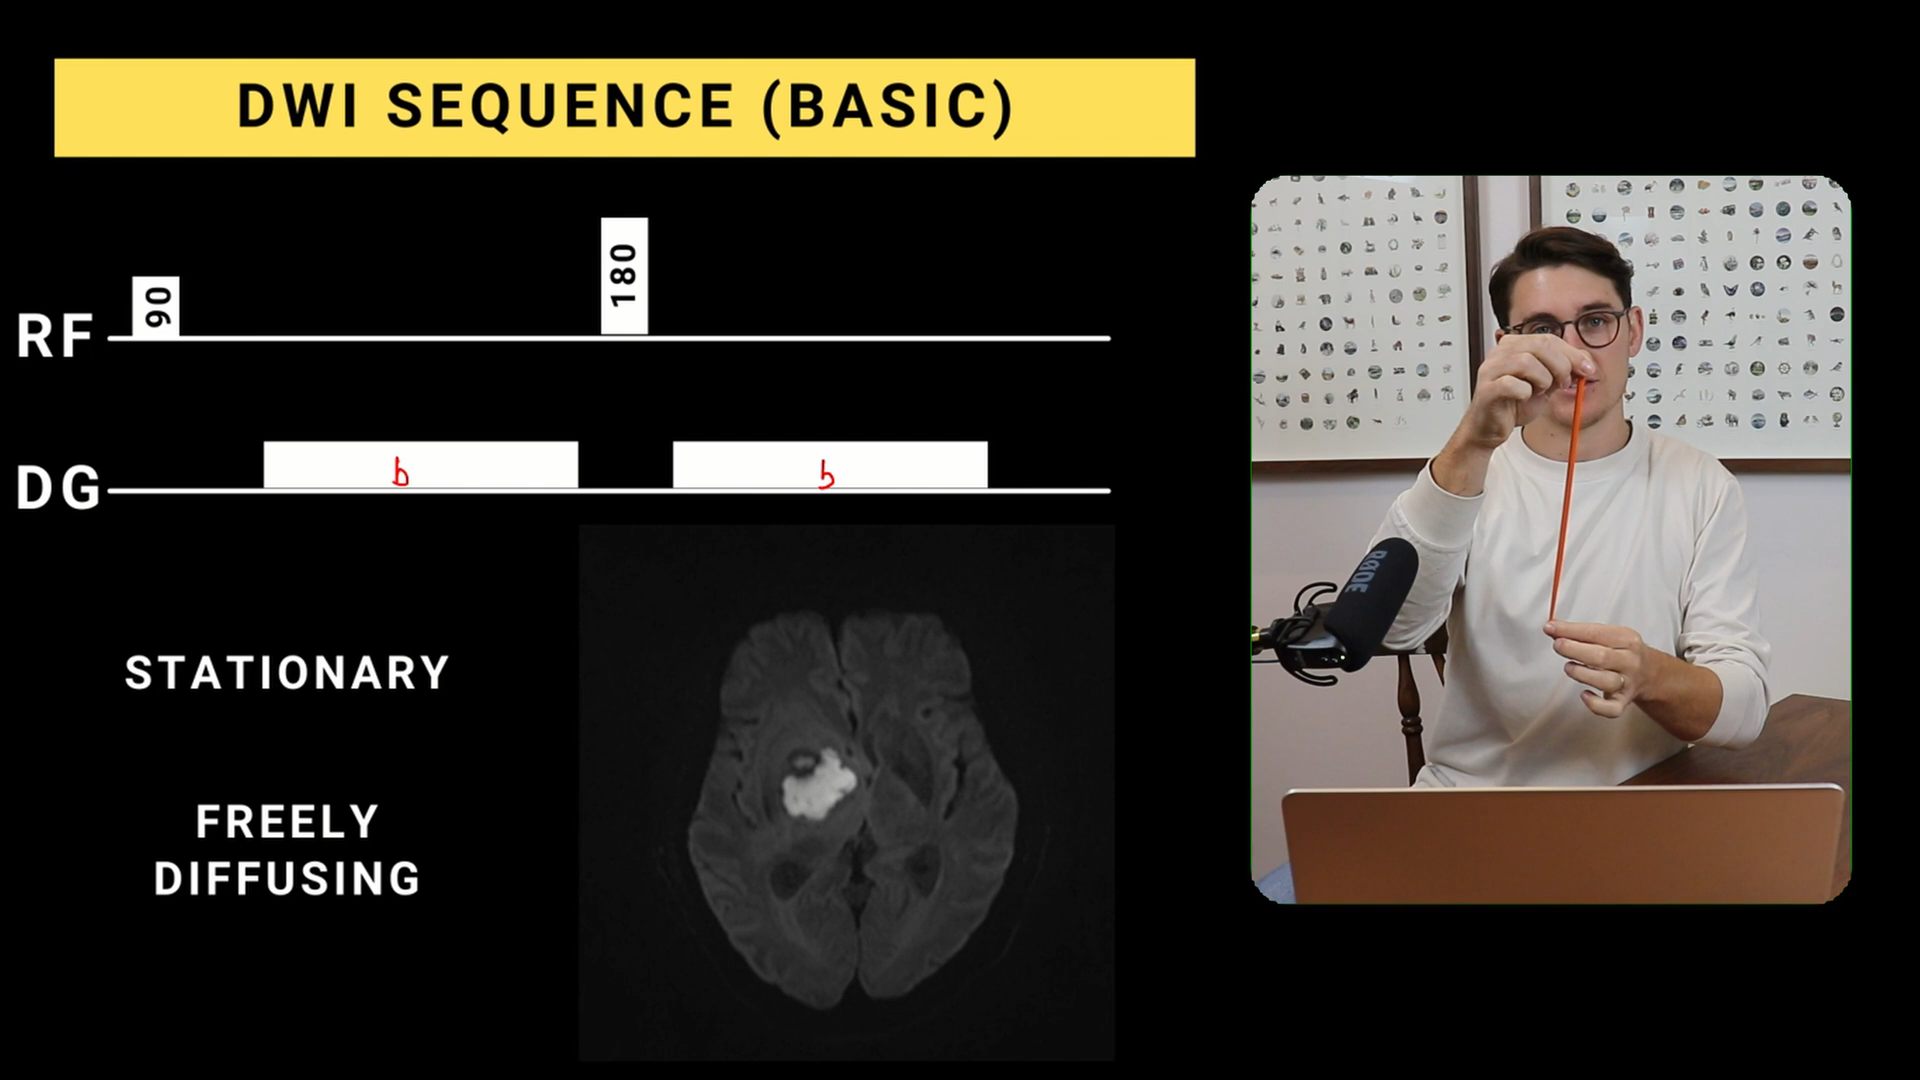 DWI SEQUENCE (BASIC)
90
180
RF
b
b
DG
STATIONARY
FREELY
DIFFUSING
RØDE